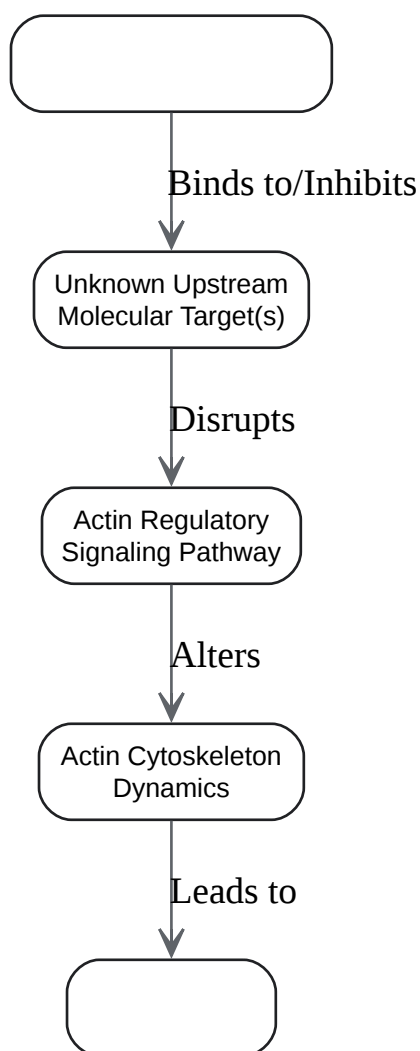 Binds to/Inhibits
Unknown Upstream
Molecular Target(s)
Disrupts
Actin Regulatory
Signaling Pathway
Alters
Actin Cytoskeleton
Dynamics
Leads to